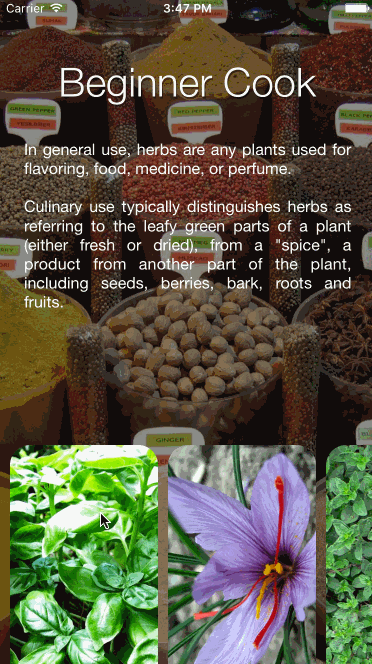 Carrier 3:47 PM
Beginner Cook
In general use, herbs are any plants used for
flavoring, food, medicine, or perfume.
Culinary use typically distinguishes herbs as
referring to the leafy green parts of a plant
(either fresh or dried), from a "spice", a
product from another part of the plant,
including seeds, berries, bark, roots and
fruits.
GREEN PEPPER
GINGER